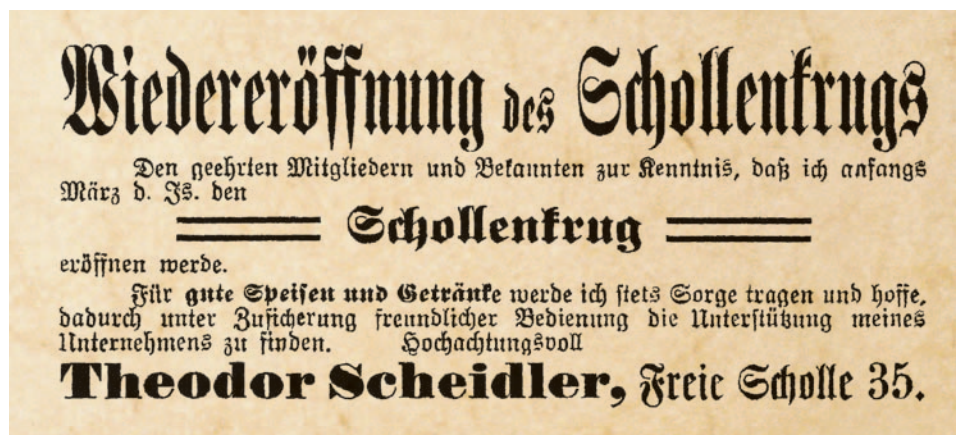 Wiedereröffnung des Schollenkrugs
Den geehrten Mitgliedern und Bekannten zur Kenntnis, daß ich anfangs
März d. Js. den
Schollenkrug
eröffnen werde.
Für gute Speisen und Getränke werde ich stets Sorge tragen und hoffe,
dadurch unter Zusicherung freundlicher Bedienung die Unterstützung meines
Unternehmens zu finden. Hochachtungsvoll
Theodor Scheidler, Freie Scholle 35.